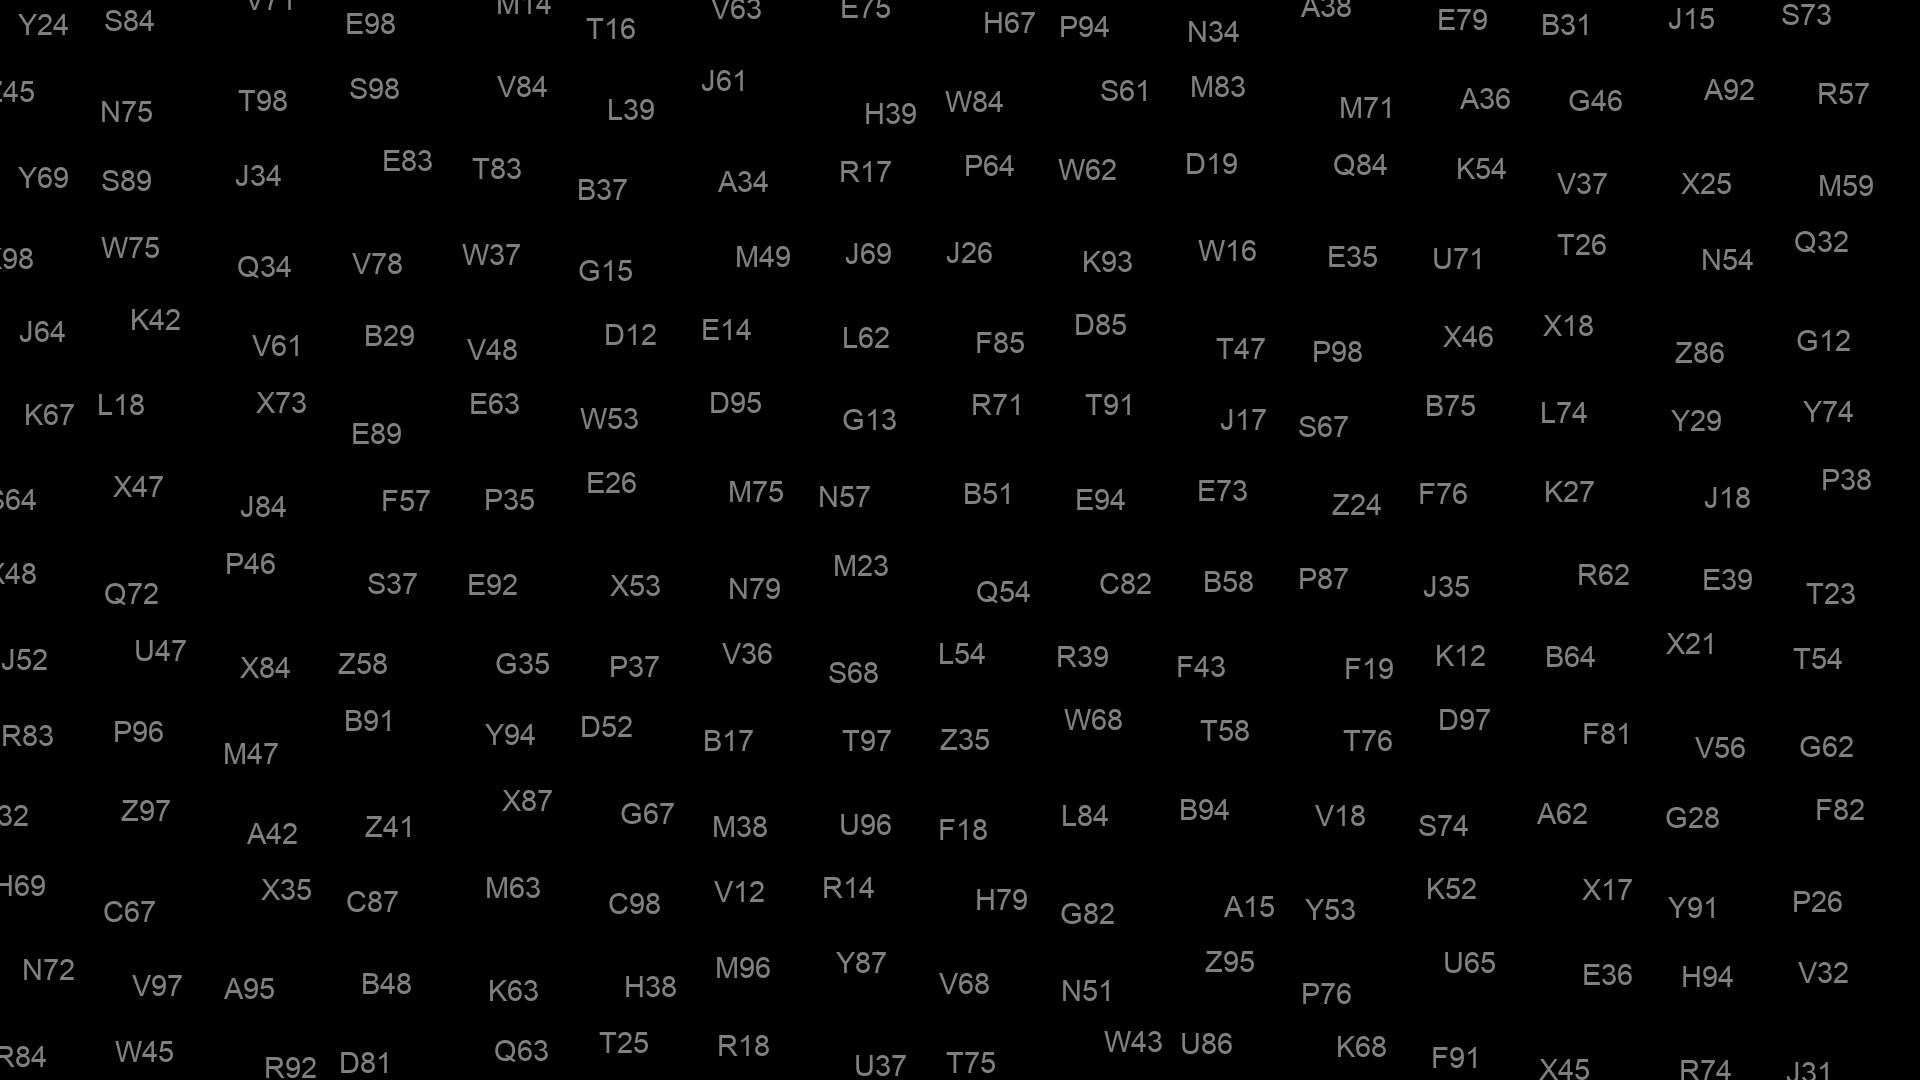 Y24 S84 V71 E98 M14 T16 V63 E75 H67 P94 N34 A38 E79 B31 J15 S73
N75 T98 S98 V84 L39 J61 H39 W84 S61 M83 M71 A36 G46 A92 R57
Y69 S89 J34 E83 T83 B37 A34 R17 P64 W62 D19 Q84 K54 V37 X25 M59
W75 Q34 V78 W37 G15 M49 J69 J26 K93 W16 E35 U71 T26 N54 Q32
J64 K42 V61 B29 V48 D12 E14 L62 F85 D85 T47 P98 X46 X18 Z86 G12
K67 L18 X73 E89 E63 W53 D95 G13 R71 T91 J17 S67 B75 L74 Y29 Y74
S64 X47 J84 F57 P35 E26 M75 N57 B51 E94 E73 Z24 F76 K27 J18 P38
Q72 P46 S37 E92 X53 N79 M23 Q54 C82 B58 P87 J35 R62 E39 T23
J52 U47 X84 Z58 G35 P37 V36 S68 L54 R39 F43 F19 K12 B64 X21 T54
R83 P96 M47 B91 Y94 D52 B17 T97 Z35 W68 T58 T76 D97 F81 V56 G62
32 Z97 A42 Z41 X87 G67 M38 U96 F18 L84 B94 V18 S74 A62 G28 F82
H69 C67 X35 C87 M63 C98 V12 R14 H79 G82 A15 Y53 K52 X17 Y91 P26
N72 V97 A95 B48 K63 H38 M96 Y87 V68 N51 Z95 P76 U65 E36 H94 V32
R84 W45 R92 D81 Q63 T25 R18 U37 T75 W43 U86 K68 F91 X45 R74 J31